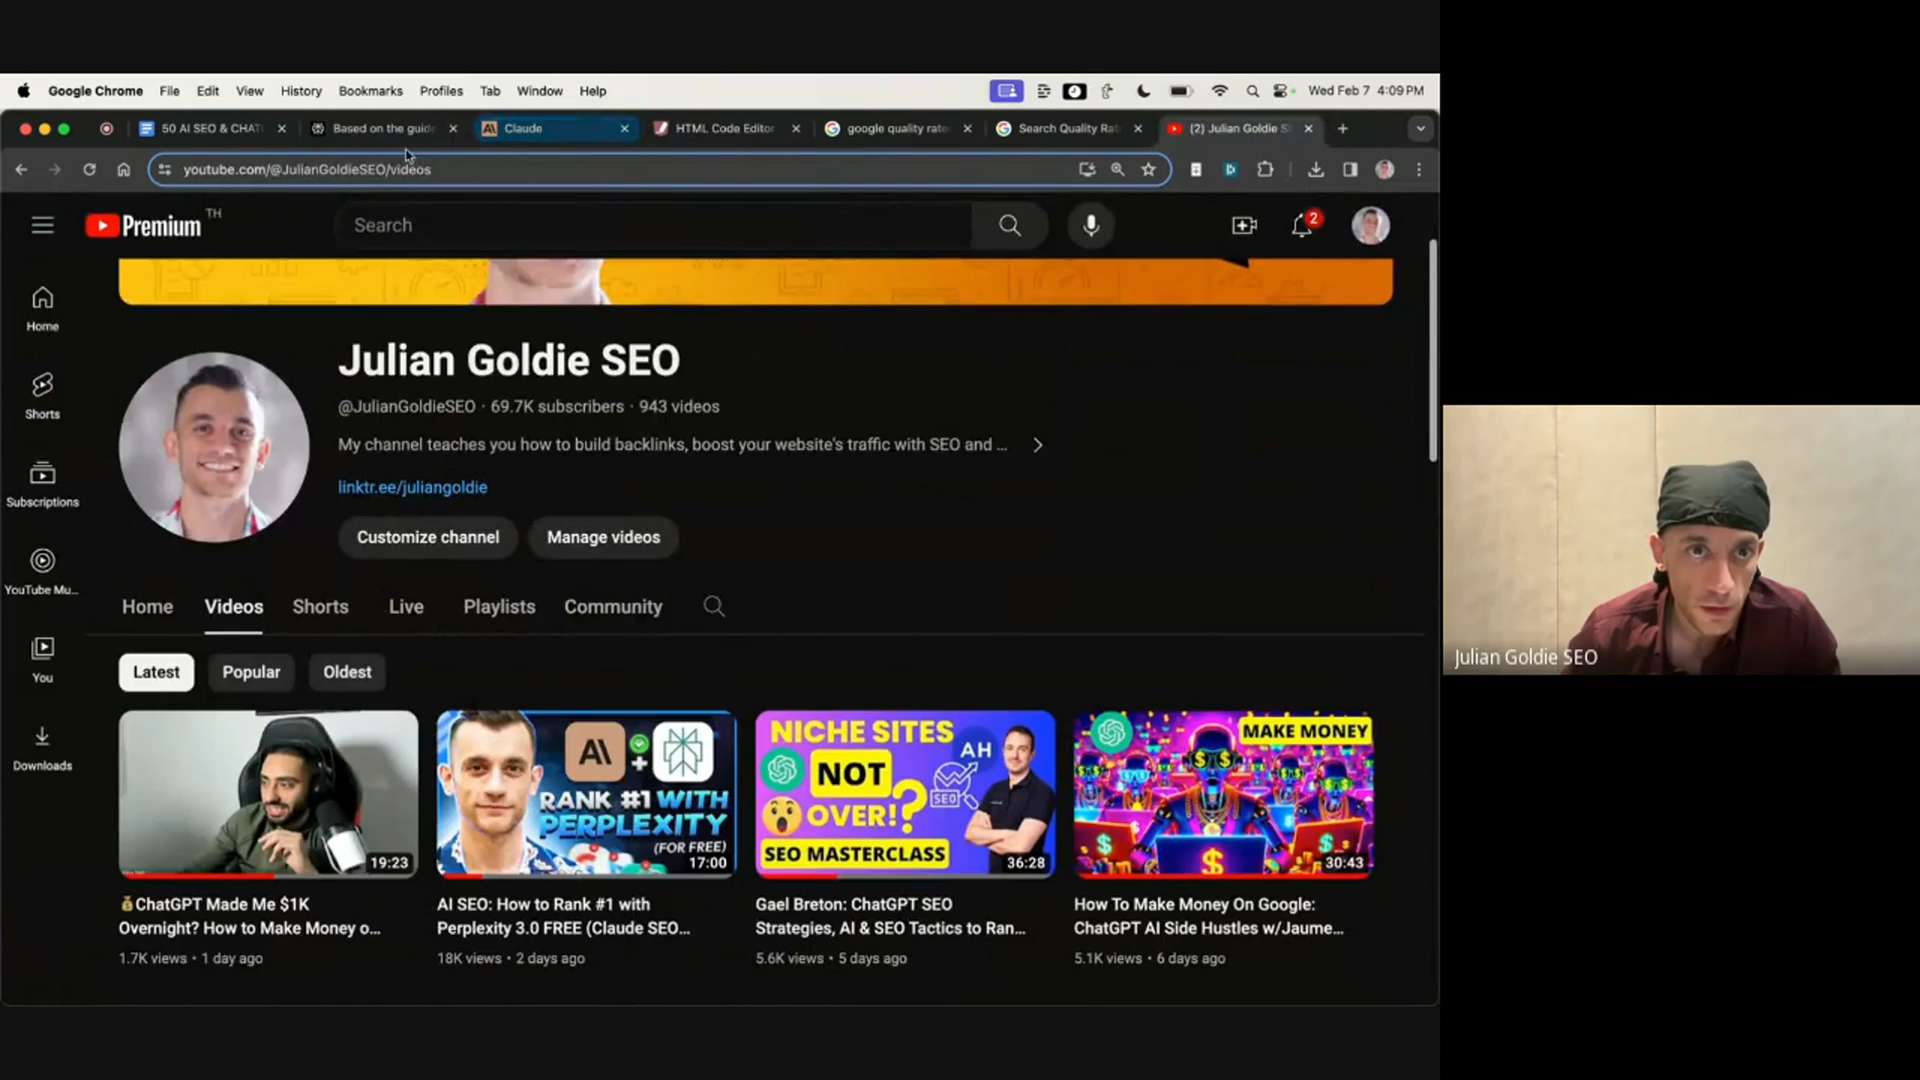 Google Chrome File Edit View History Bookmarks Profiles Tab Window Help Wed Feb 7 4:09 PM
50 AI SEO & CHAT Based on the guid Claude HTML Code Editor google quality rate Search Quality Rat (2) Julian Goldie S
youtube.com/@JulianGoldieSEO/videos
Premium TH
Search
2
Home
Shorts
Subscriptions
YouTube Mu...
You
Downloads
Julian Goldie SEO
@JulianGoldieSEO · 69.7K subscribers · 943 videos
My channel teaches you how to build backlinks, boost your website's traffic with SEO and ...
linktr.ee/juliangoldie
Customize channel Manage videos
Home Videos Shorts Live Playlists Community
Latest Popular Oldest
19:23
ChatGPT Made Me $1K
Overnight? How to Make Money o...
1.7K views • 1 day ago
AI
RANK #1 WITH
PERPLEXITY
(FOR FREE)
17:00
AI SEO: How to Rank #1 with
Perplexity 3.0 FREE (Claude SEO...
18K views • 2 days ago
NICHE SITES
AH
NOT
OVER!?
SEO
SEO MASTERCLASS
36:28
Gael Breton: ChatGPT SEO
Strategies, AI & SEO Tactics to Ran...
5.6K views • 5 days ago
MAKE MONEY
$ $ $
30:43
How To Make Money On Google:
ChatGPT AI Side Hustles w/Jaume...
5.1K views • 6 days ago
Julian Goldie SEO